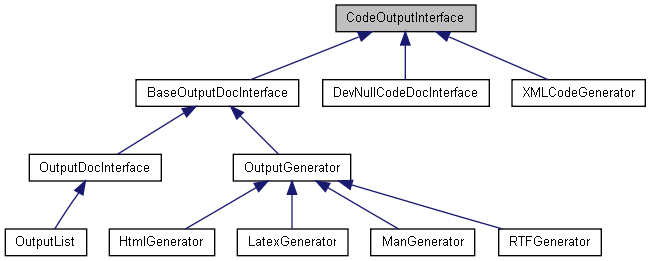 CodeOutputInterface
BaseOutputDocInterface
DevNullCodeDocInterface
XMLCodeGenerator
OutputDocInterface
OutputGenerator
OutputList
HtmlGenerator
LatexGenerator
ManGenerator
RTFGenerator